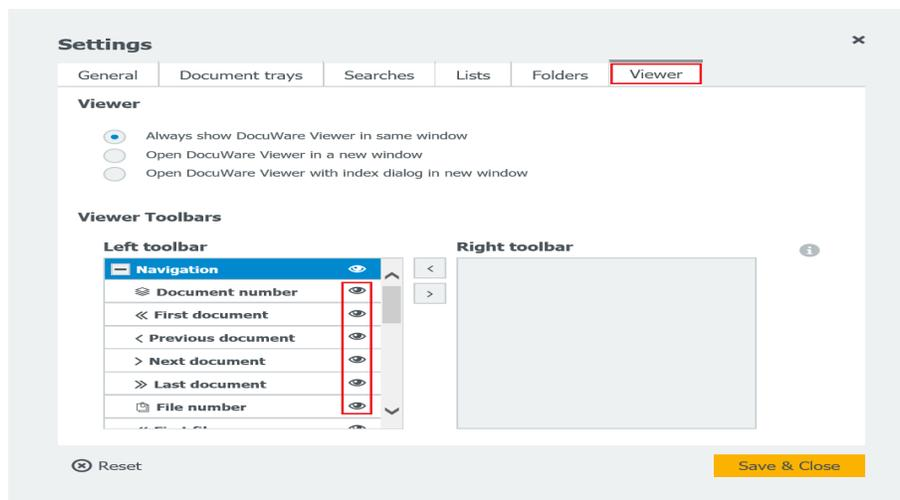 Settings
General
Document trays
Searches
Lists
Folders
Viewer
Viewer
Always show DocuWare Viewer in same window
Open DocuWare Viewer in a new window
Open DocuWare Viewer with index dialog in new window
Viewer Toolbars
Left toolbar
Right toolbar
Navigation
Document number
First document
Previous document
Next document
Last document
File number
Reset
Save & Close